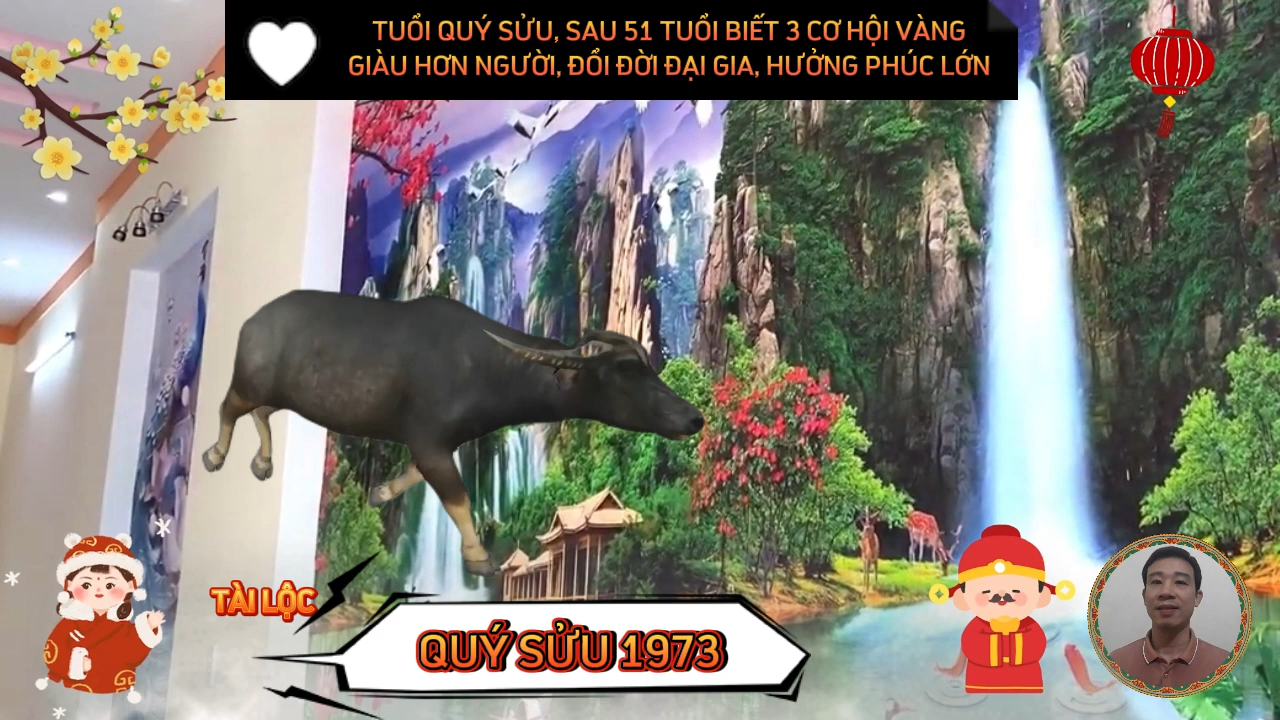 TUỔI QUÝ SỬU, SAU 51 TUỔI BIẾT 3 CƠ HỘI VÀNG
GIÀU HƠN NGƯỜI, ĐỔI ĐỜI ĐẠI GIA, HƯỞNG PHÚC LỚN
TÀI LỘC
QUÝ SỬU 1973